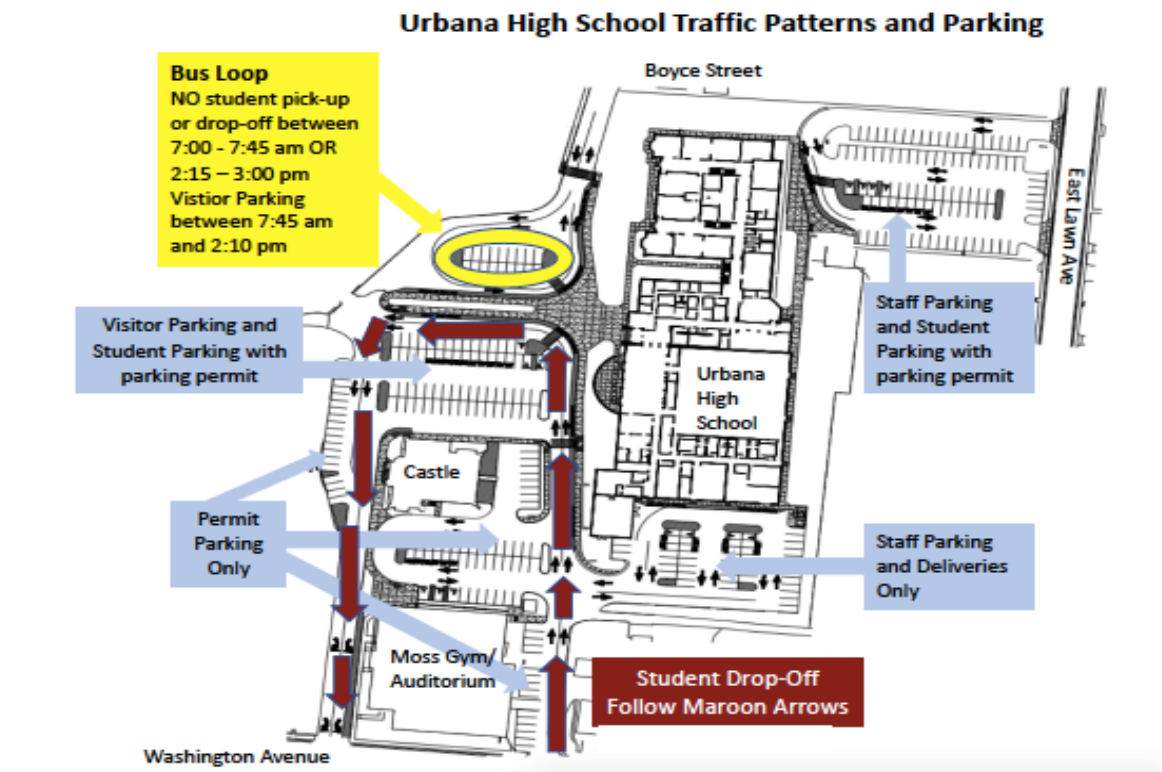 Urbana High School Traffic Patterns and Parking
Boyce Street
Bus Loop
NO student pick-up
or drop-off between
7:00 - 7:45 am OR
2:15 – 3:00 pm
Vistior Parking
between 7:45 am
and 2:10 pm
East Lawn Ave
Visitor Parking and
Student Parking with
parking permit
Staff Parking
and Student
Parking with
parking permit
Urbana
High
School
Castle
Permit
Parking
Only
Staff Parking
and Deliveries
Only
Moss Gym/
Auditorium
Student Drop-Off
Follow Maroon Arrows
Washington Avenue